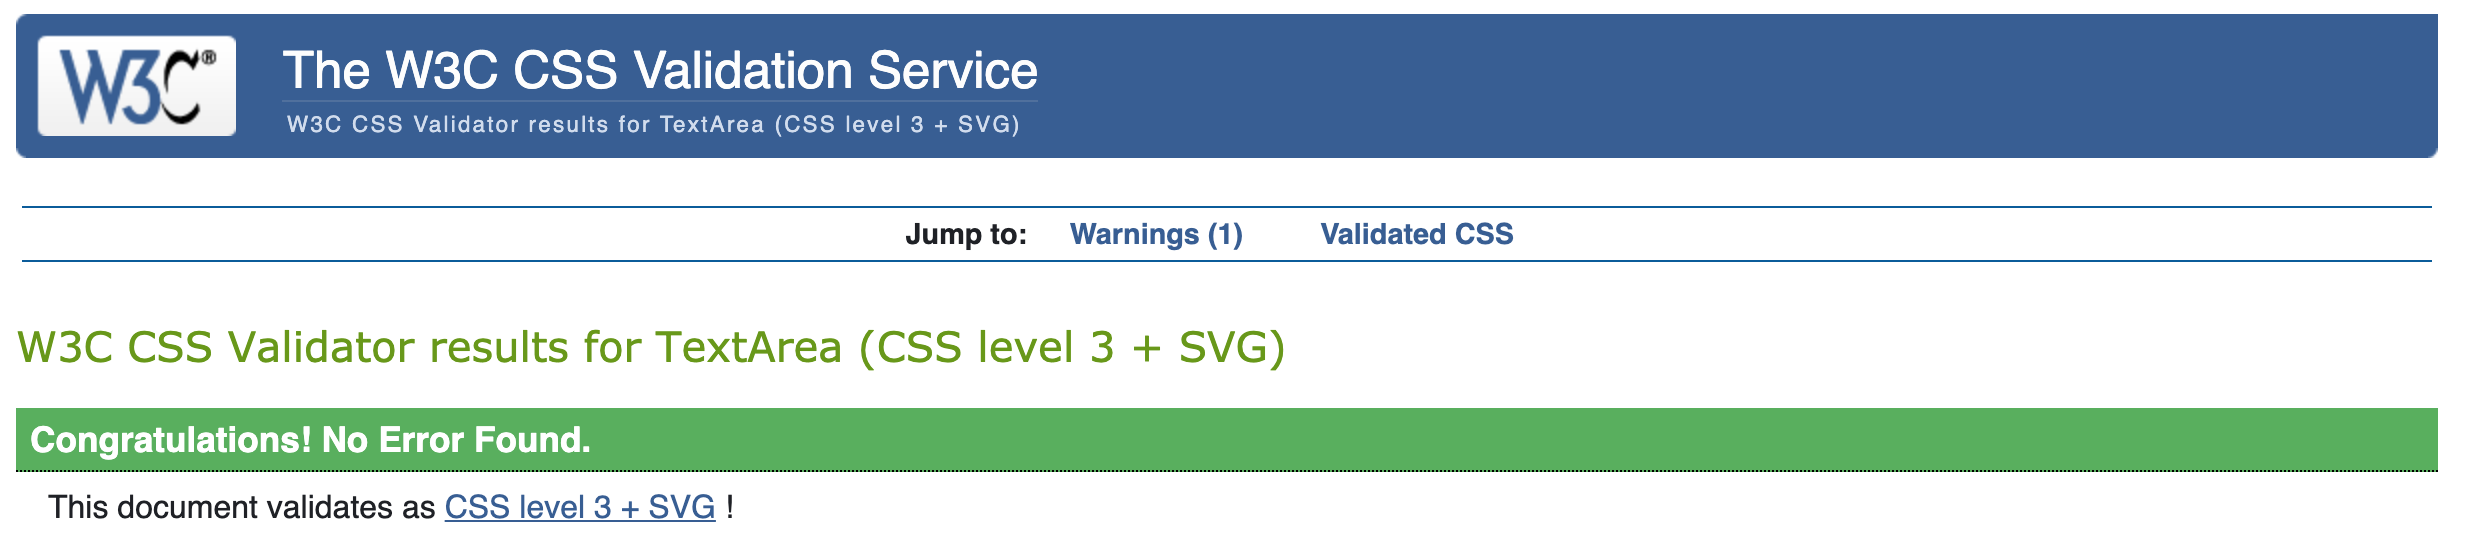 W3C®
The W3C CSS Validation Service
W3C CSS Validator results for TextArea (CSS level 3 + SVG)
Jump to: Warnings (1) Validated CSS
W3C CSS Validator results for TextArea (CSS level 3 + SVG)
Congratulations! No Error Found.
This document validates as CSS level 3 + SVG !